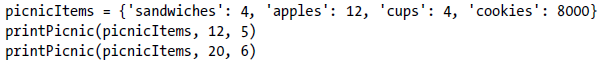 picnicItems = {'sandwiches': 4, 'apples': 12, 'cups': 4, 'cookies': 8000}
printPicnic(picnicItems, 12, 5)
printPicnic(picnicItems, 20, 6)